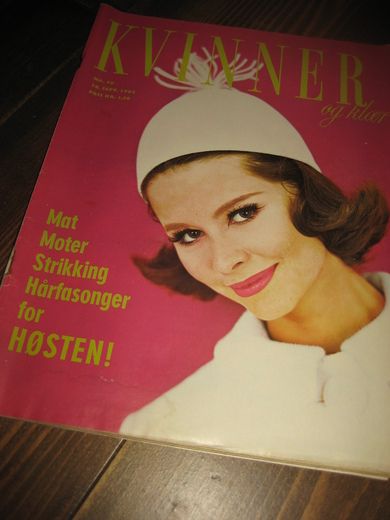 KVINNER
og klær
Mat
Moter
Strikking
Hårfasonger
for
HØSTEN!